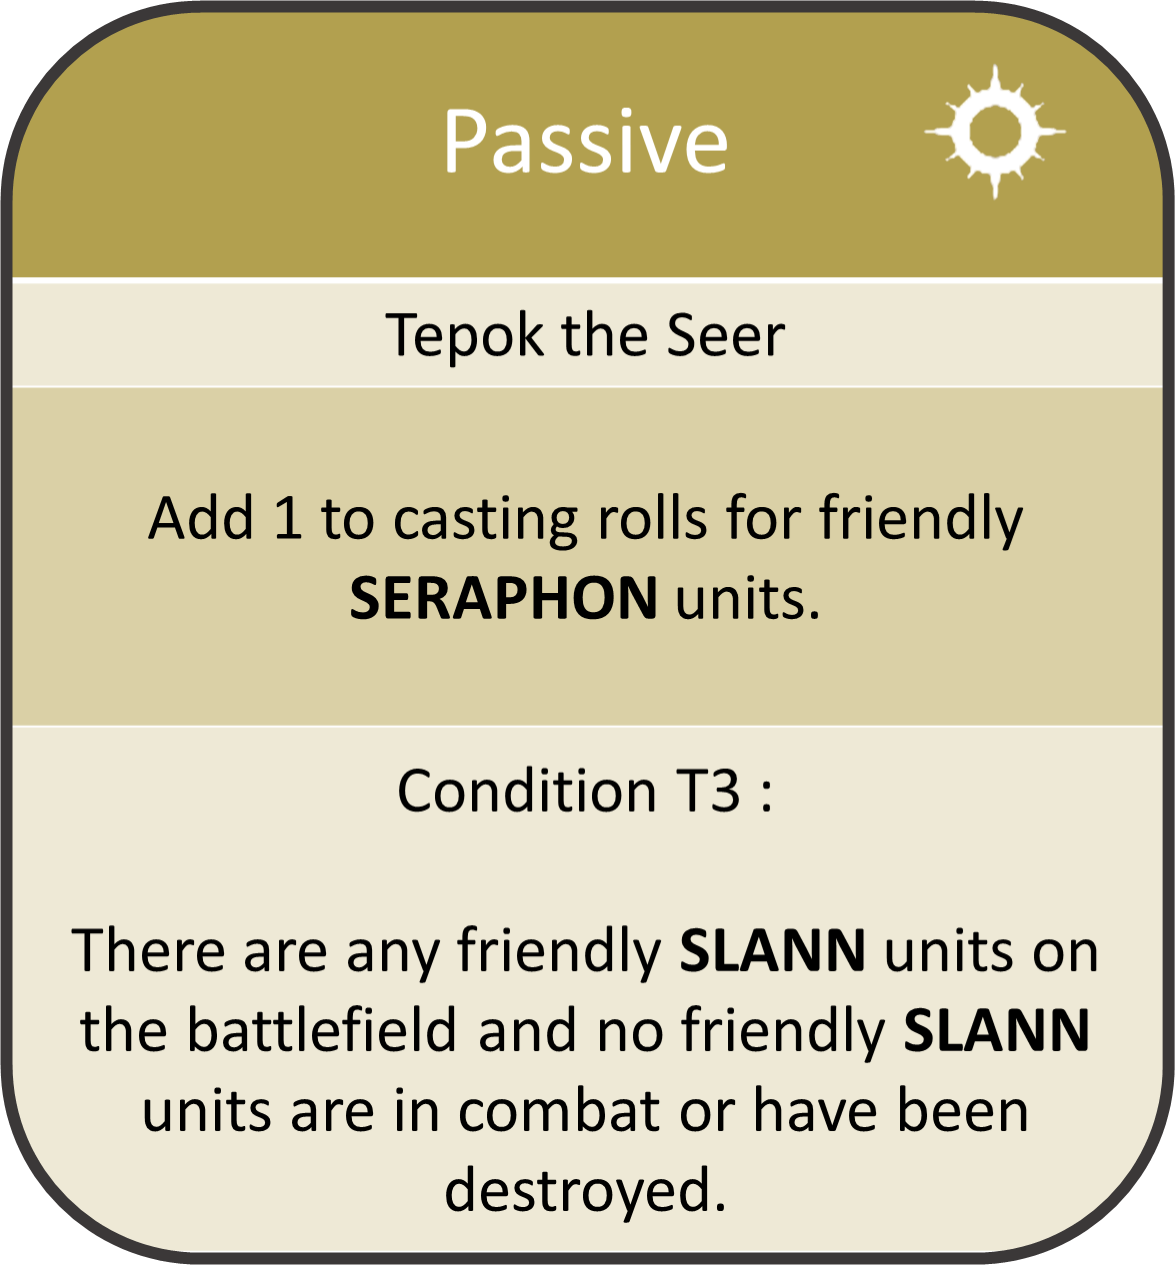 Passive
Tepok the Seer
Add 1 to casting rolls for friendly
SERAPHON units.
Condition T3 :
There are any friendly SLANN units on
the battlefield and no friendly SLANN
units are in combat or have been
destroyed.